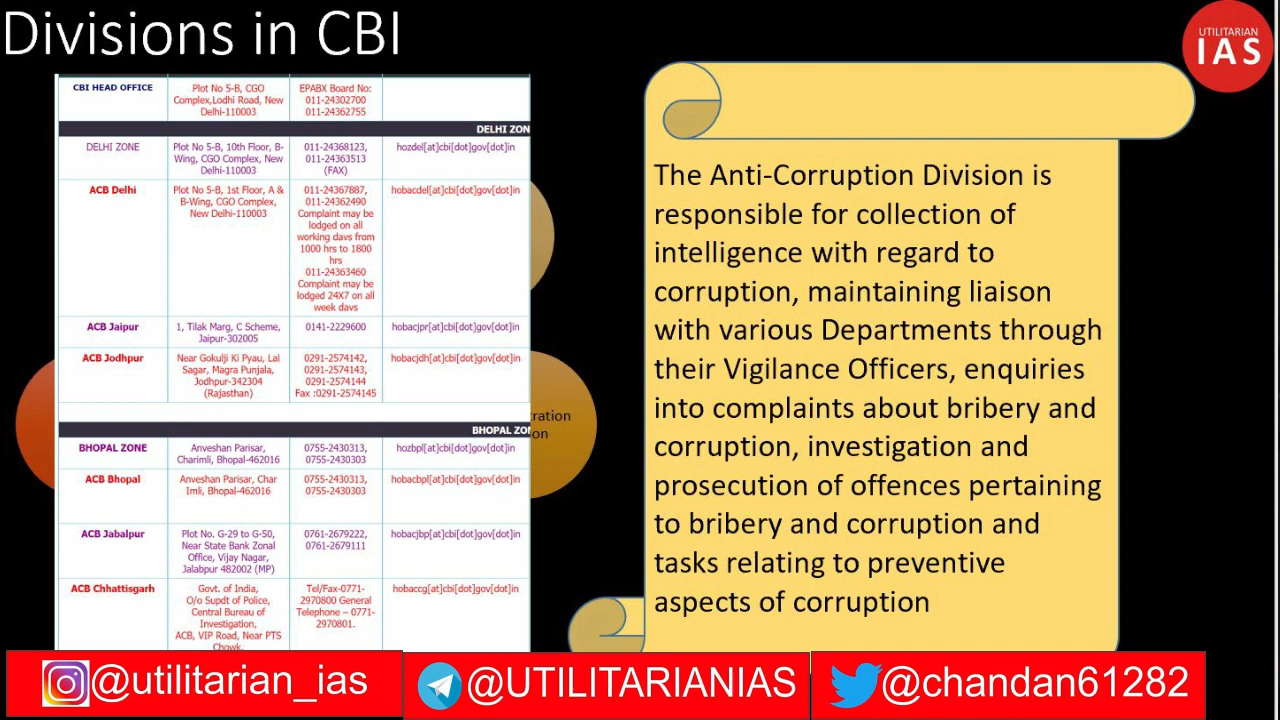 Divisions in CBI
UTILITARIAN
IAS
CBI HEAD OFFICE
Plot No 5-B, CGO
Complex,Lodhi Road, New
Delhi-110003
EPABX Board No:
011-24302700
011-24362755
DELHI ZON
DELHI ZONE
Plot No 5-B, 10th Floor, B-
Wing, CGO Complex, New
Delhi-110003
011-24368123,
011-24363513
(FAX)
hozdel[at]cbi[dot]gov[dot]in
ACB Delhi
Plot No 5-B, 1st Floor, A &
B-Wing, CGO Complex,
New Delhi-110003
011-24367887,
011-24362490
Complaint may be
lodged on all
working days from
1000 hrs to 1800
hrs
011-24363460
Complaint may be
lodged 24X7 on all
week days
hobacdel[at]cbi[dot]gov[dot]in
ACB Jaipur
1, Tilak Marg, C Scheme,
Jaipur-302005
0141-2229600
hobacjpr[at]cbi[dot]gov[dot]in
ACB Jodhpur
Near Gokulji Ki Pyau, Lal
Sagar, Magra Punjala,
Jodhpur-342304
(Rajasthan)
0291-2574142,
0291-2574143,
0291-2574144
Fax :0291-2574145
hobacjdh[at]cbi[dot]gov[dot]in
BHOPAL ZON
BHOPAL ZONE
Anveshan Parisar,
Charimli, Bhopal-462016
0755-2430313,
0755-2430303
hozbpl[at]cbi[dot]gov[dot]in
ACB Bhopal
Anveshan Parisar, Char
Imli, Bhopal-462016
0755-2430313,
0755-2430303
hobacbpl[at]cbi[dot]gov[dot]in
ACB Jabalpur
Plot No. G-29 to G-50,
Near State Bank Zonal
Office, Vijay Nagar,
Jalabpur 482002 (MP)
0761-2679222,
0761-2679111
hobacjbp[at]cbi[dot]gov[dot]in
ACB Chhattisgarh
Govt. of India,
O/o Supdt of Police,
Central Bureau of
Investigation,
ACB, VIP Road, Near PTS
Chowk,
Tel/Fax-0771-
2970800 General
Telephone – 0771-
2970801.
hobaccg[at]cbi[dot]gov[dot]in
ration
on
The Anti-Corruption Division is
responsible for collection of
intelligence with regard to
corruption, maintaining liaison
with various Departments through
their Vigilance Officers, enquiries
into complaints about bribery and
corruption, investigation and
prosecution of offences pertaining
to bribery and corruption and
tasks relating to preventive
aspects of corruption
@utilitarian_ias
@UTILITARIANIAS
@chandan61282